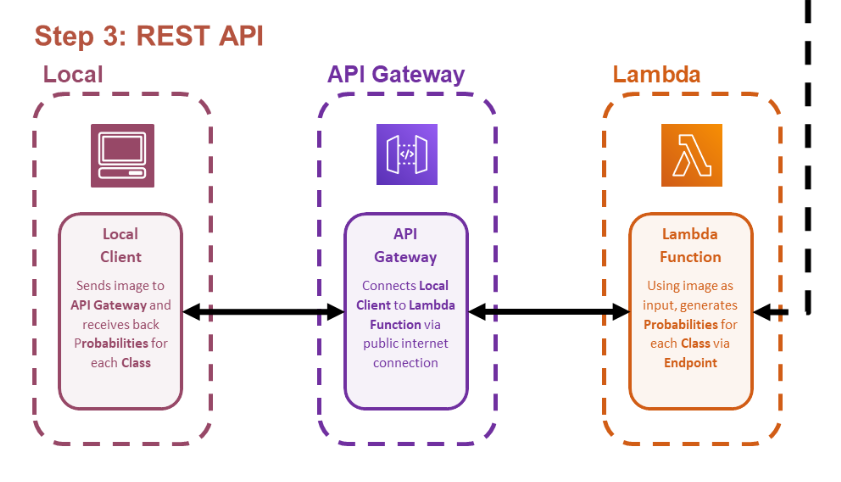 Step 3: REST API
Local
API Gateway
Lambda
</>
Local
Client
Sends image to
API Gateway and
receives back
Probabilities for
each Class
API
Gateway
Connects Local
Client to Lambda
Function via
public internet
connection
Lambda
Function
Using image as
input, generates
Probabilities for
each Class via
Endpoint